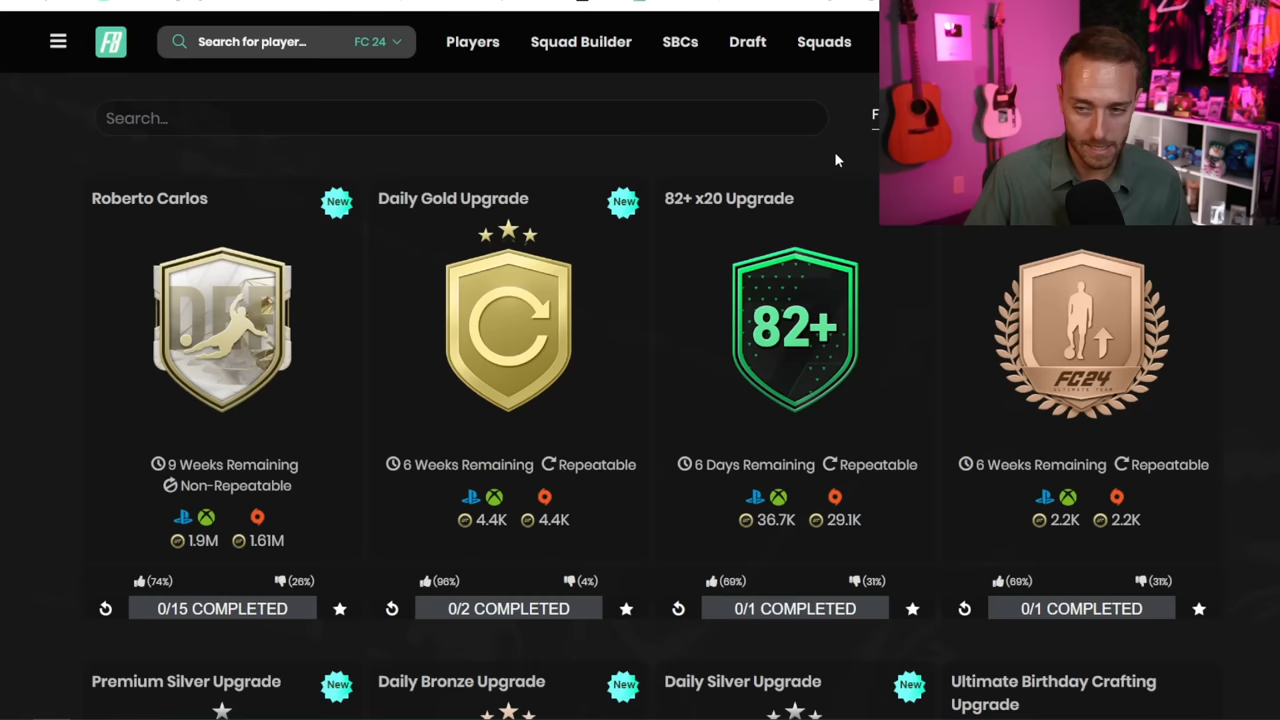 FB
Search for player... FC 24
Players
Squad Builder
SBCs
Draft
Squads
Search...
F
Roberto Carlos
New
Daily Gold Upgrade
New
82+ x20 Upgrade
82+
FC24
ULTIMATE TEAM
9 Weeks Remaining
Non-Repeatable
1.9M 1.61M
6 Weeks Remaining Repeatable
4.4K 4.4K
6 Days Remaining Repeatable
36.7K 29.1K
6 Weeks Remaining Repeatable
2.2K 2.2K
(74%) (26%)
0/15 COMPLETED
(96%) (4%)
0/2 COMPLETED
(69%) (31%)
0/1 COMPLETED
(69%) (31%)
0/1 COMPLETED
Premium Silver Upgrade
New
Daily Bronze Upgrade
New
Daily Silver Upgrade
New
Ultimate Birthday Crafting
Upgrade